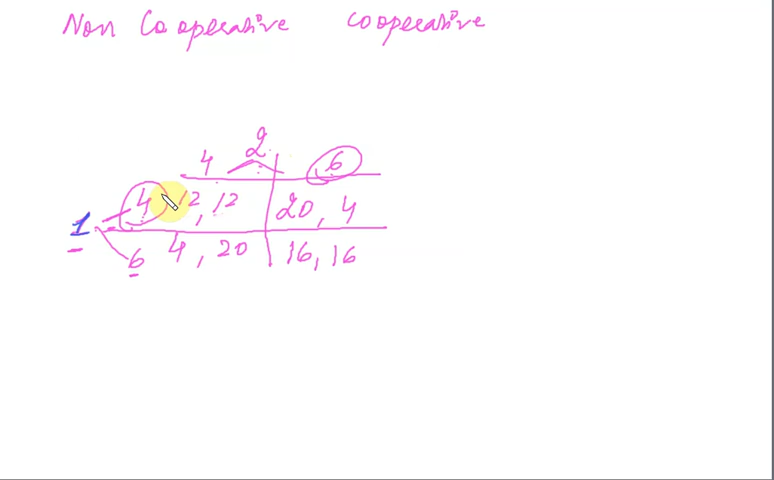 Non Cooperative cooperative
2
4 6
4 12, 12 20, 4
1
6 4, 20 16, 16